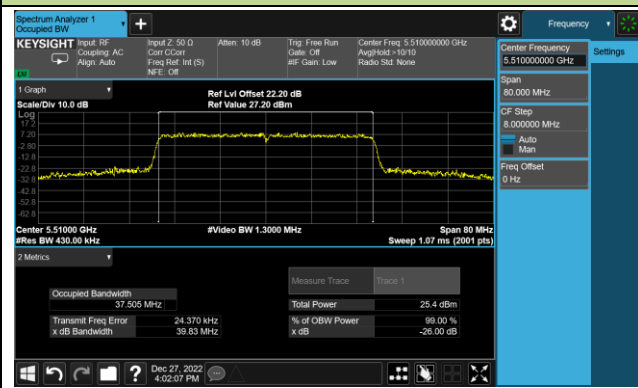 Spectrum Analyzer 1
Occupied BW
Frequency
KEYSIGHT
Input: RF
Coupling: AC
Align: Auto
Input Z: 50 Ω
Corr CCorr
Freq Ref: Int (S)
NFE: Off
Atten: 10 dB
Trig: Free Run
Gate: Off
#IF Gain: Low
Center Freq: 5.510000000 GHz
Avg|Hold:>10/10
Radio Std: None
Center Frequency
5.510000000 GHz
Settings
Span
80.000 MHz
CF Step
8.000000 MHz
Auto
Man
Freq Offset
0 Hz
1 Graph
Scale/Div 10.0 dB
Ref Lvl Offset 22.20 dB
Ref Value 27.20 dBm
Log
17.2
7.20
-2.80
-12.8
-22.8
-32.8
-42.8
-52.8
-62.8
Center 5.51000 GHz
#Video BW 1.3000 MHz
Span 80 MHz
#Res BW 430.00 kHz
Sweep 1.07 ms (2001 pts)
2 Metrics
Measure Trace
Trace 1
Occupied Bandwidth
37.505 MHz
Total Power
25.4 dBm
Transmit Freq Error
24.370 kHz
% of OBW Power
99.00 %
x dB Bandwidth
39.83 MHz
x dB
-26.00 dB
Dec 27, 2022
4:02:07 PM